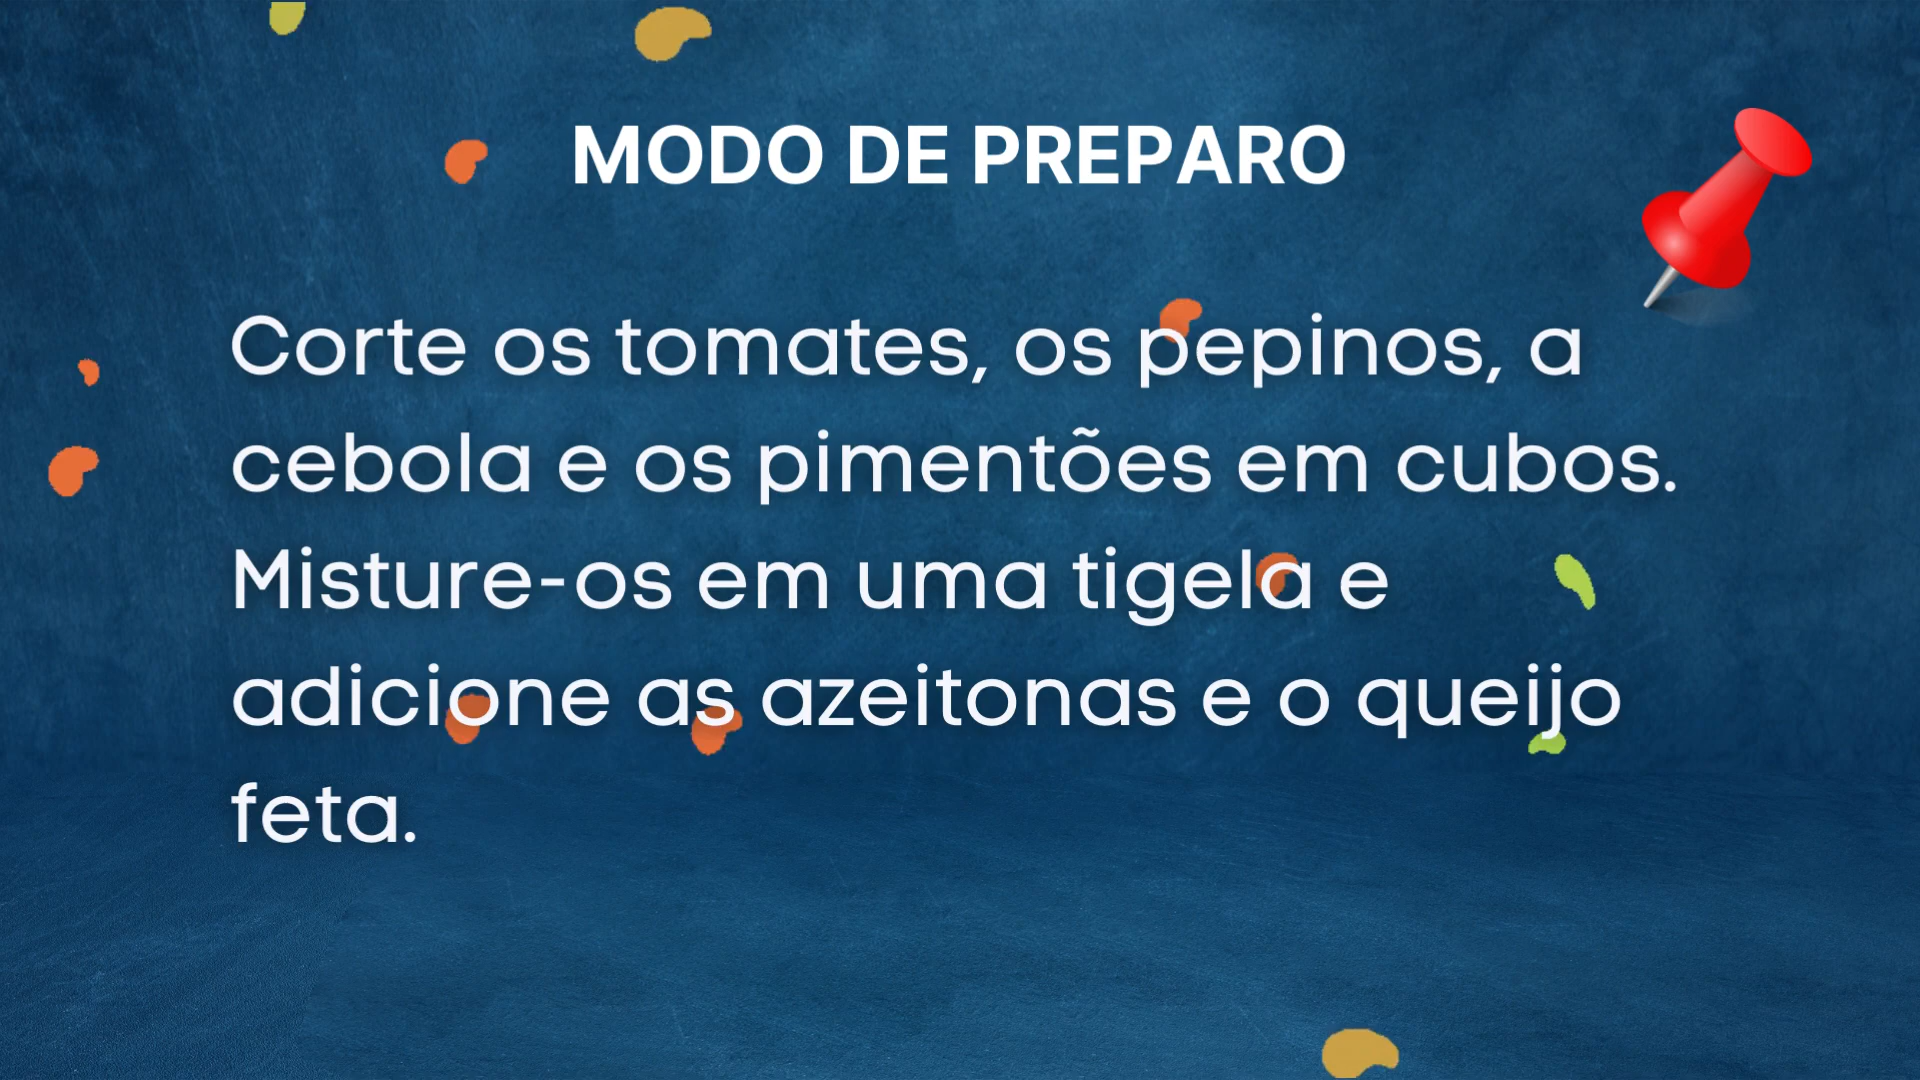 MODO DE PREPARO
Corte os tomates, os pepinos, a
cebola e os pimentões em cubos.
Misture-os em uma tigela e
adicione as azeitonas e o queijo
feta.